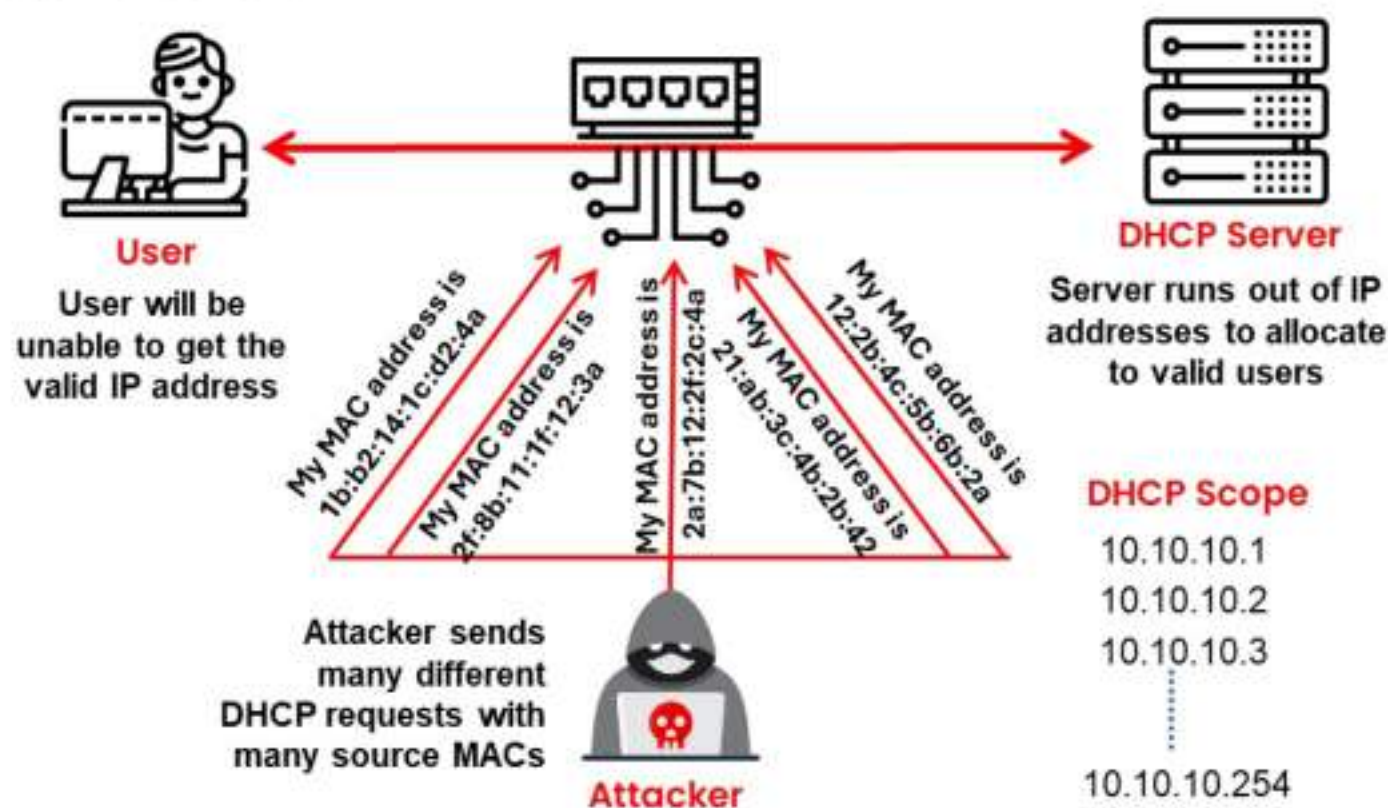 User
User will be
unable to get the
valid IP address
DHCP Server
Server runs out of IP
addresses to allocate
to valid users
My MAC address is
1b:b2:14:1c:d2:4a
My MAC address is
2f:8b:11:1f:12:3a
My MAC address is
2a:7b:12:2f:2c:4a
My MAC address is
21:ab:3c:4b:2b:42
My MAC address is
12:2b:4c:5b:6b:2a
DHCP Scope
10.10.10.1
10.10.10.2
10.10.10.3
10.10.10.254
Attacker sends
many different
DHCP requests with
many source MACs
Attacker